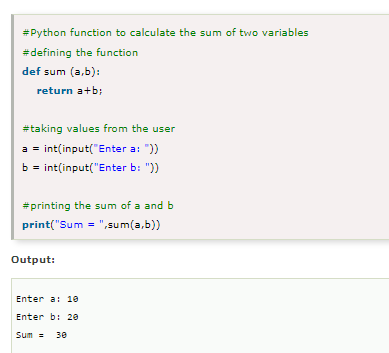 #Python function to calculate the sum of two variables
#defining the function
def sum (a,b):
return a+b;
#taking values from the user
a = int(input("Enter a: "))
b = int(input("Enter b: "))
#printing the sum of a and b
print("Sum = ",sum(a,b))
Output:
Enter a: 10
Enter b: 20
Sum =  30